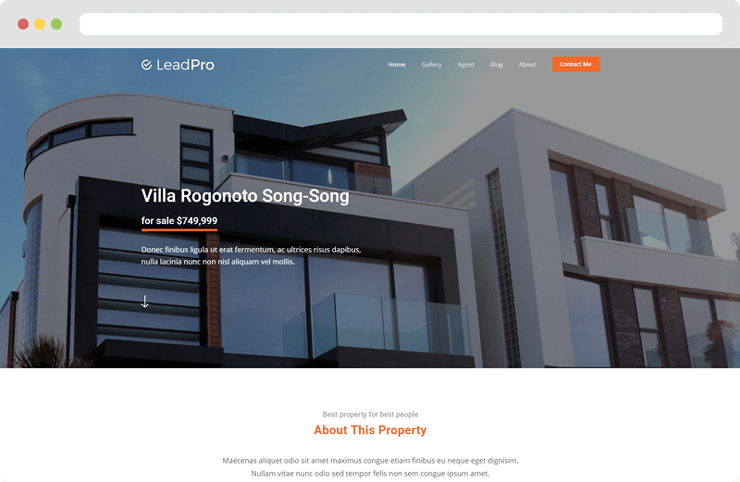 LeadPro
Home Gallery Agent Blog About Contact Me
Villa Rogonoto Song-Song
for sale $749,999
Donec finibus ligula ut erat fermentum, ac ultrices risus dapibus,
nulla lacinia nunc non nisl aliquam vel mollis.
Best property for best people
About This Property
Maecenas aliquet odio sit amet maximus congue etiam finibus eu neque eget dignisim.
Nullam vitae nunc odio sed tempor felis non sem congue ipsum amet.